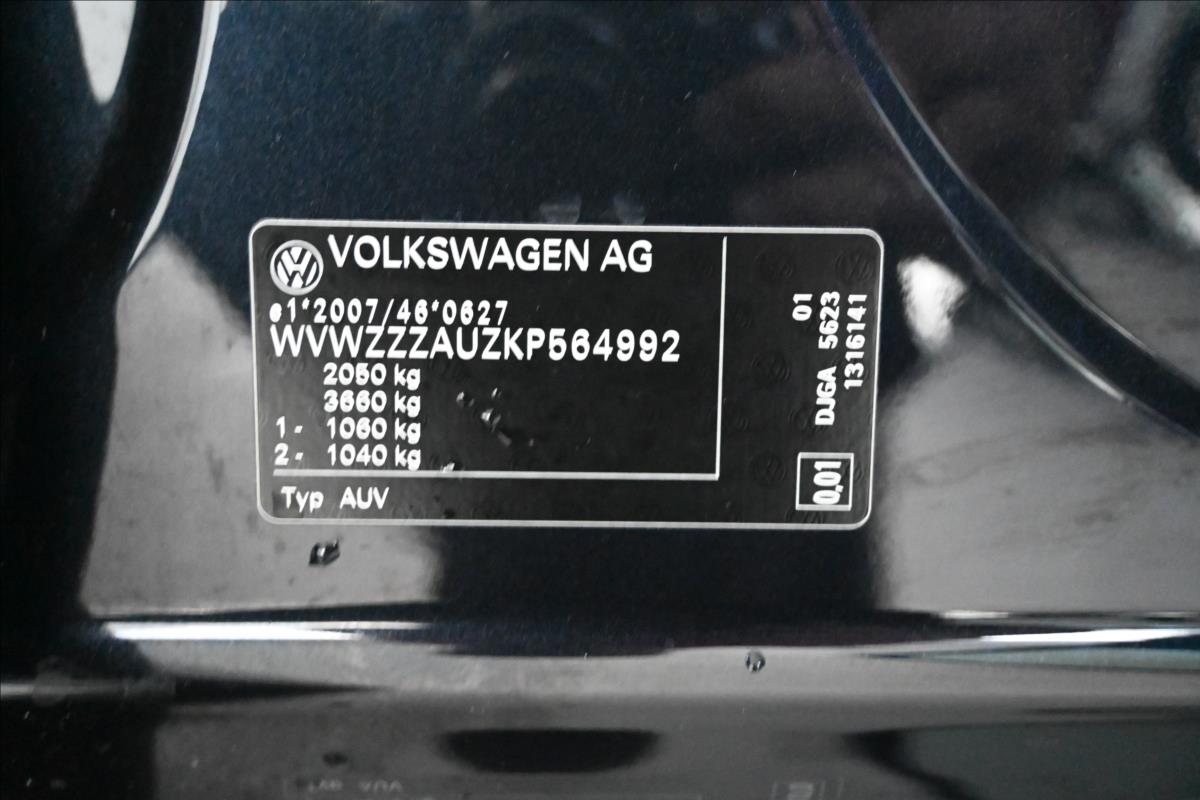 VOLKSWAGEN AG
e1*2007/46*0627
WVWZZZAUZKP564992
2050 kg
3660 kg
1- 1060 kg
2- 1040 kg
Typ AUV
01
DJGA 5623
1316141
0,01